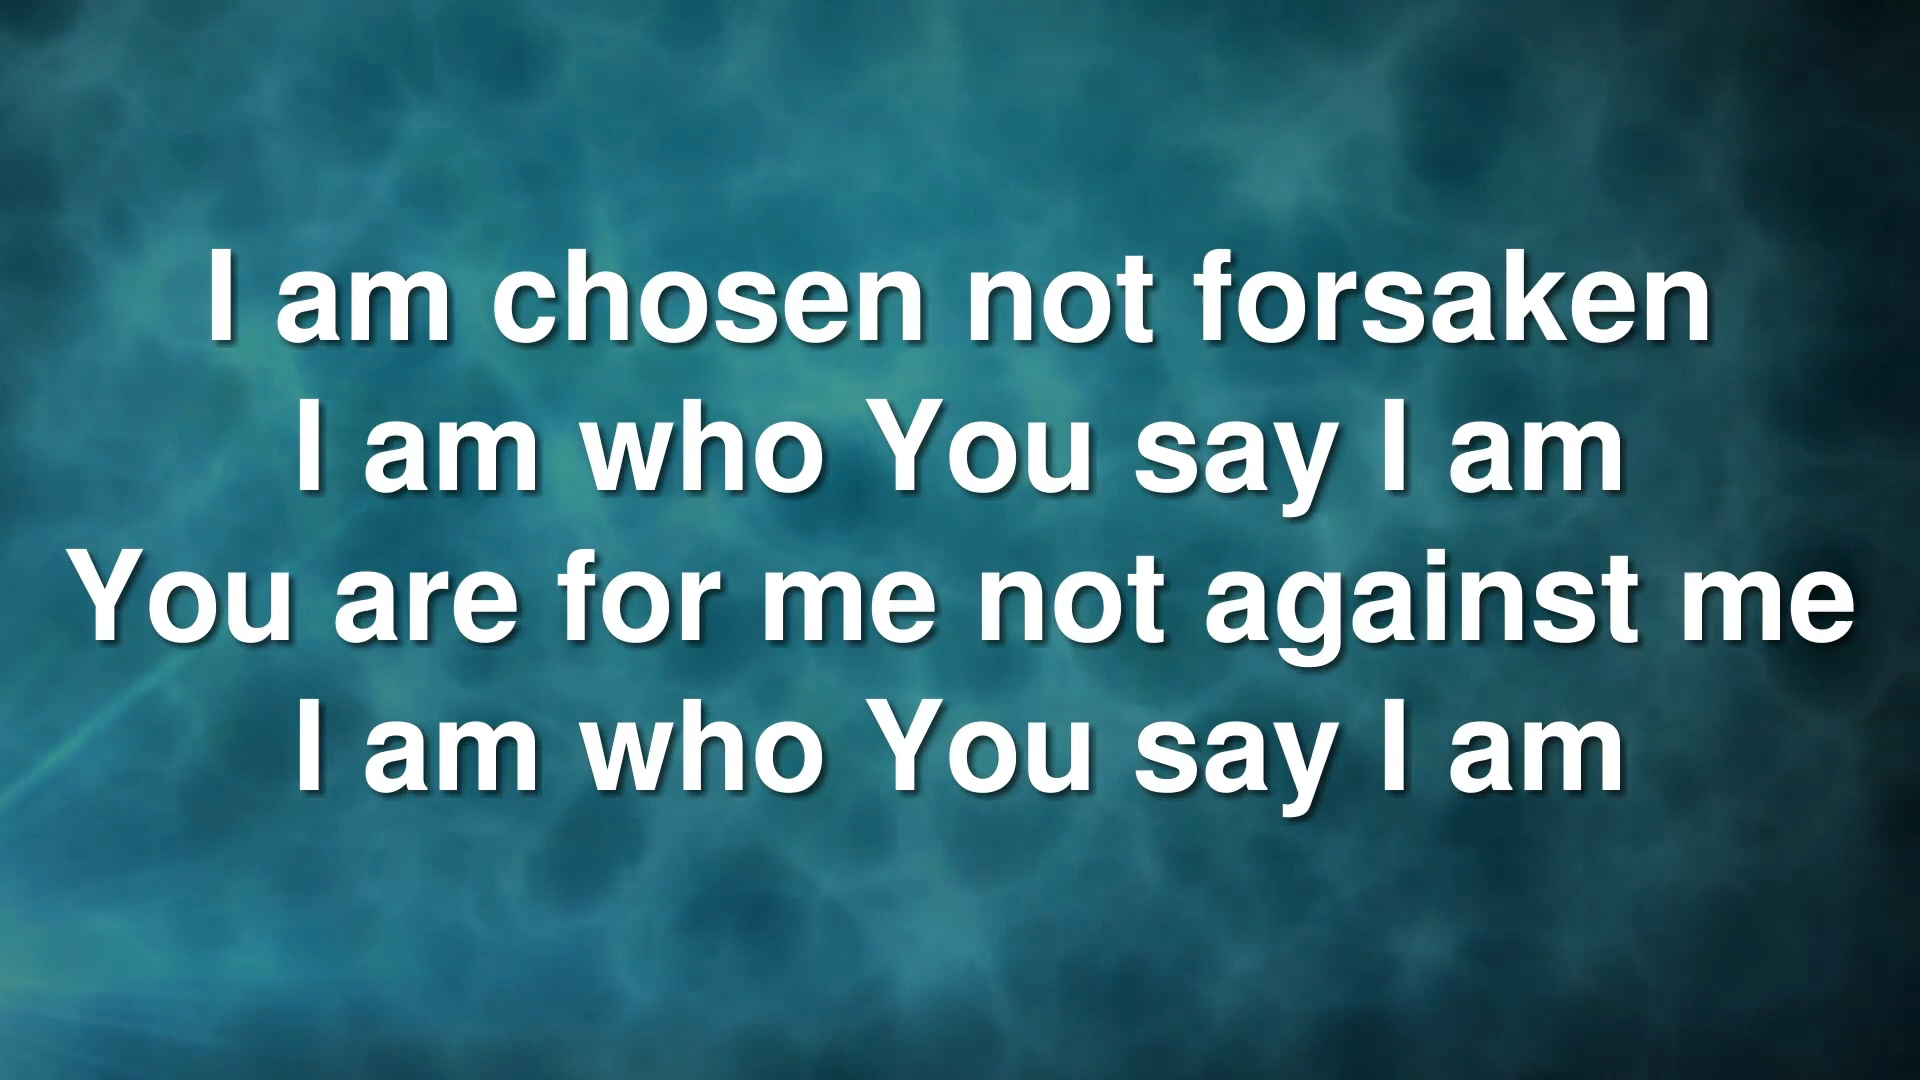 I am chosen not forsaken
I am who You say I am
You are for me not against me
I am who You say I am